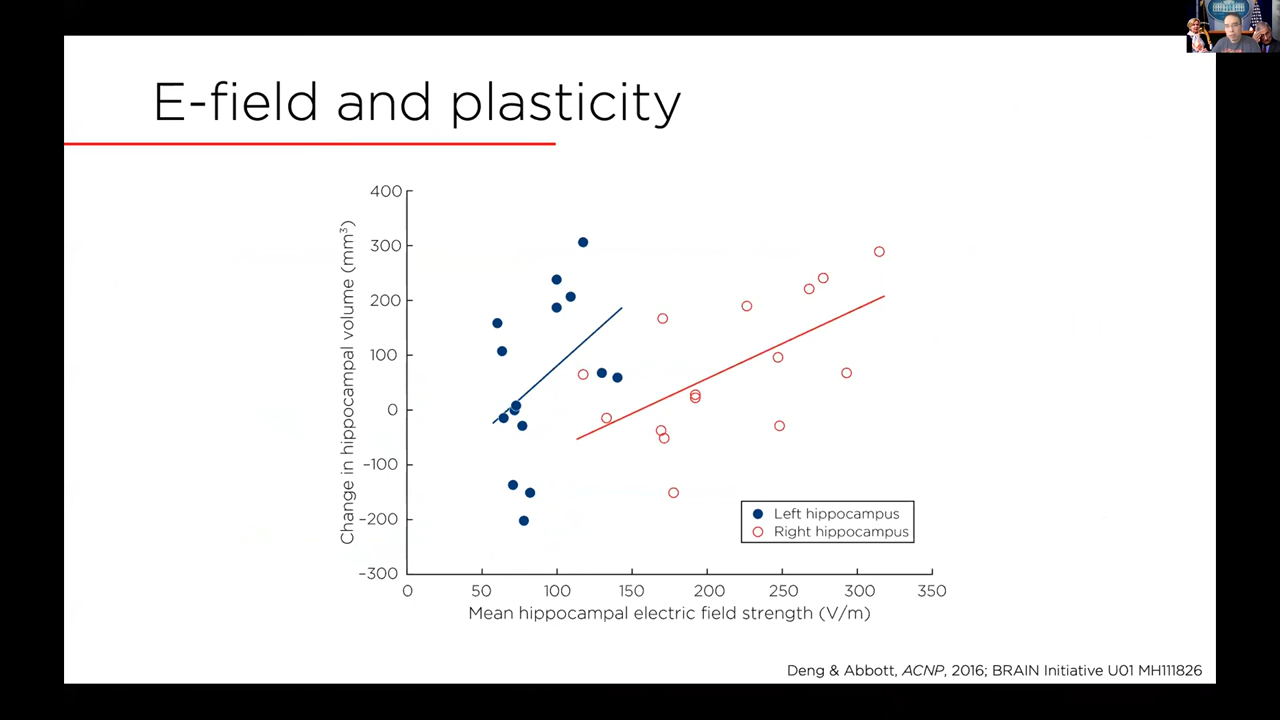 E-field and plasticity
400
300
200
100
0
–100
–200
–300
Change in hippocampal volume (mm³)
0 50 100 150 200 250 300 350
Mean hippocampal electric field strength (V/m)
Left hippocampus
Right hippocampus
Deng & Abbott, ACNP, 2016; BRAIN Initiative U01 MH111826